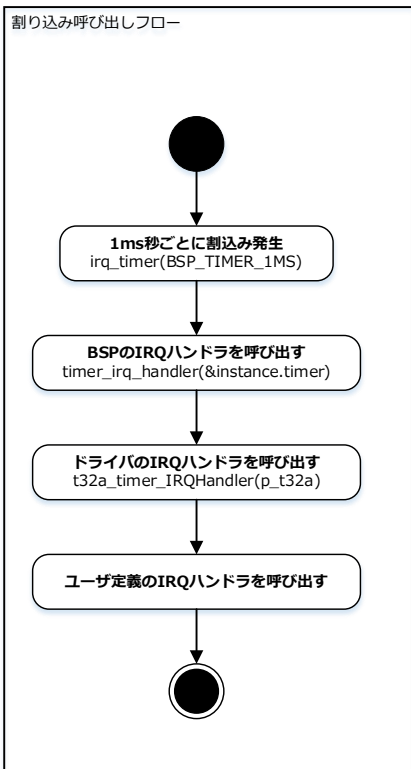 割り込み呼び出しフロー
1ms秒ごとに割込み発生
irq_timer(BSP_TIMER_1MS)
BSPのIRQハンドラを呼び出す
timer_irq_handler(&instance.timer)
ドライバのIRQハンドラを呼び出す
t32a_timer_IRQHandler(p_t32a)
ユーザ定義のIRQハンドラを呼び出す